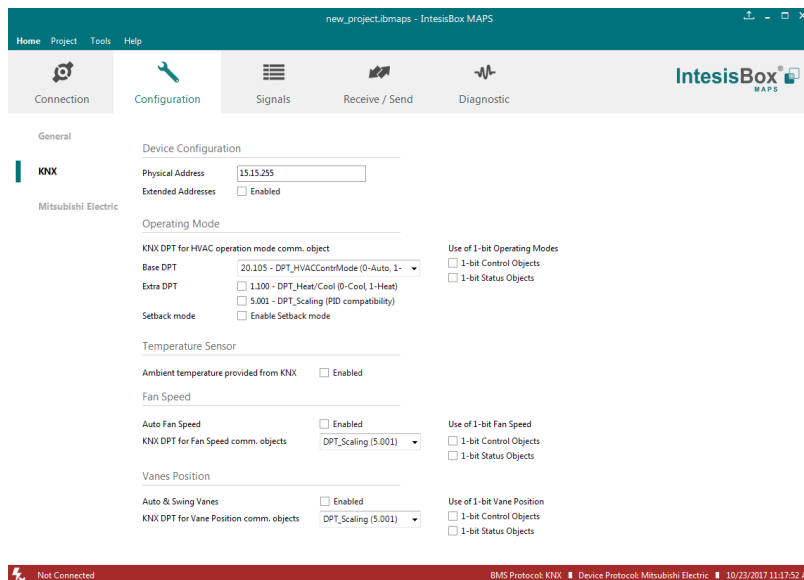 new_project.ibmaps - IntesisBox MAPS
Home Project Tools Help
Connection Configuration Signals Receive / Send Diagnostic
IntesisBox® MAPS
General
KNX
Mitsubishi Electric
Device Configuration
Physical Address 15.15.255
Extended Addresses Enabled
Operating Mode
KNX DPT for HVAC operation mode comm. object Use of 1-bit Operating Modes
Base DPT 20.105 - DPT_HVACContrMode (0-Auto, 1- 1-bit Control Objects
Extra DPT 1.100 - DPT_Heat/Cool (0-Cool, 1-Heat) 1-bit Status Objects
5.001 - DPT_Scaling (PID compatibility)
Setback mode Enable Setback mode
Temperature Sensor
Ambient temperature provided from KNX Enabled
Fan Speed
Auto Fan Speed Enabled Use of 1-bit Fan Speed
KNX DPT for Fan Speed comm. objects DPT_Scaling (5.001) 1-bit Control Objects
1-bit Status Objects
Vanes Position
Auto & Swing Vanes Enabled Use of 1-bit Vane Position
KNX DPT for Vane Position comm. objects DPT_Scaling (5.001) 1-bit Control Objects
1-bit Status Objects
Not Connected BMS Protocol: KNX Device Protocol: Mitsubishi Electric 10/23/2017 11:17:52